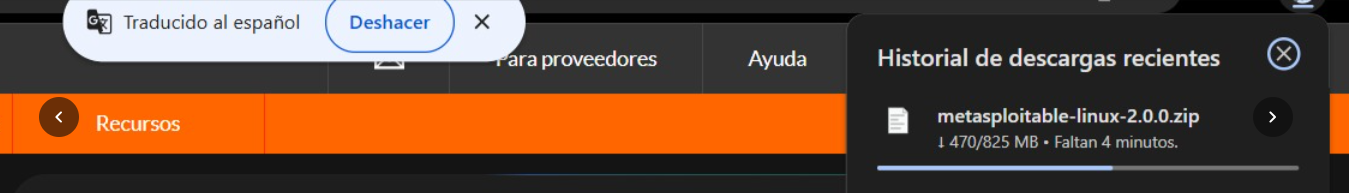 Traducido al español
Deshacer
Para proveedores
Ayuda
Recursos
Historial de descargas recientes
metasploitable-linux-2.0.0.zip
↓ 470/825 MB • Faltan 4 minutos.